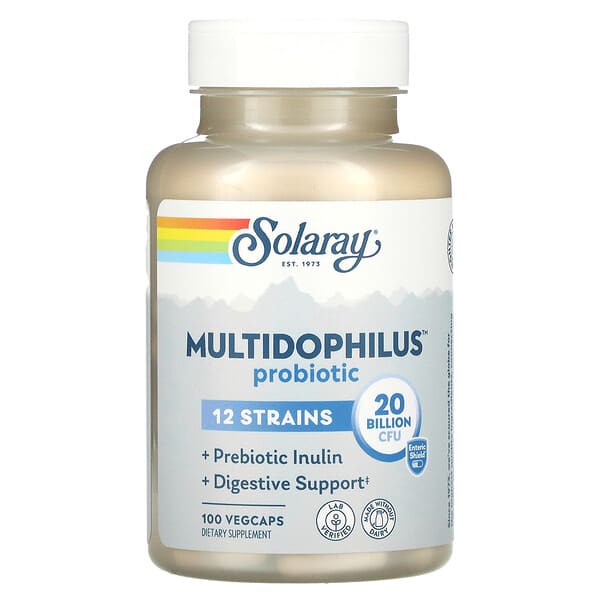 Solaray®
EST. 1973
MULTIDOPHILUS™
probiotic
12 STRAINS
20
BILLION
CFU
Enteric
Shield®
+ Prebiotic Inulin
+ Digestive Support‡
100 VEGCAPS
DIETARY SUPPLEMENT
LAB
VERIFIED
MADE WITHOUT
DAIRY